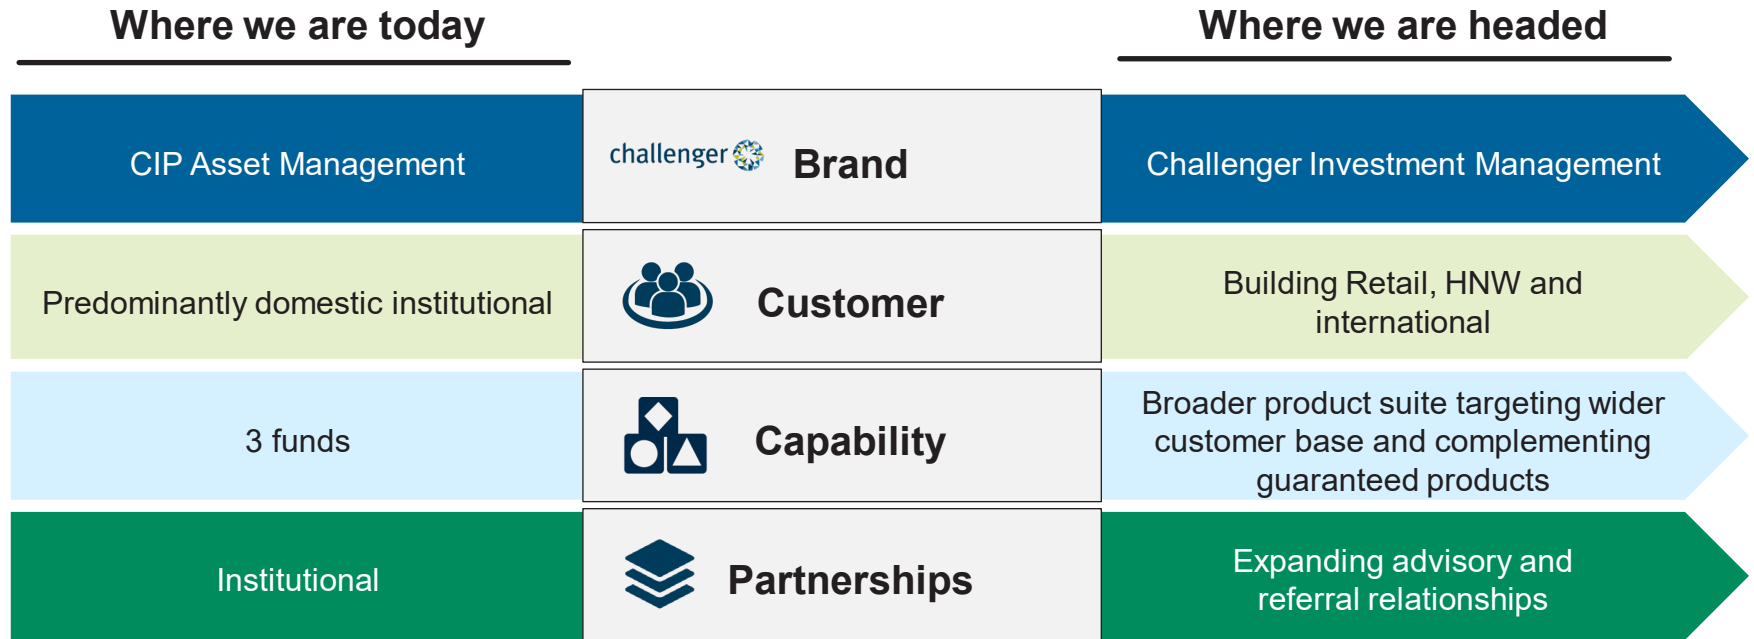 Where we are today
Where we are headed
CIP Asset Management
challenger
Brand
Challenger Investment Management
Predominantly domestic institutional
Customer
Building Retail, HNW and
international
3 funds
Capability
Broader product suite targeting wider
customer base and complementing
guaranteed products
Institutional
Partnerships
Expanding advisory and
referral relationships